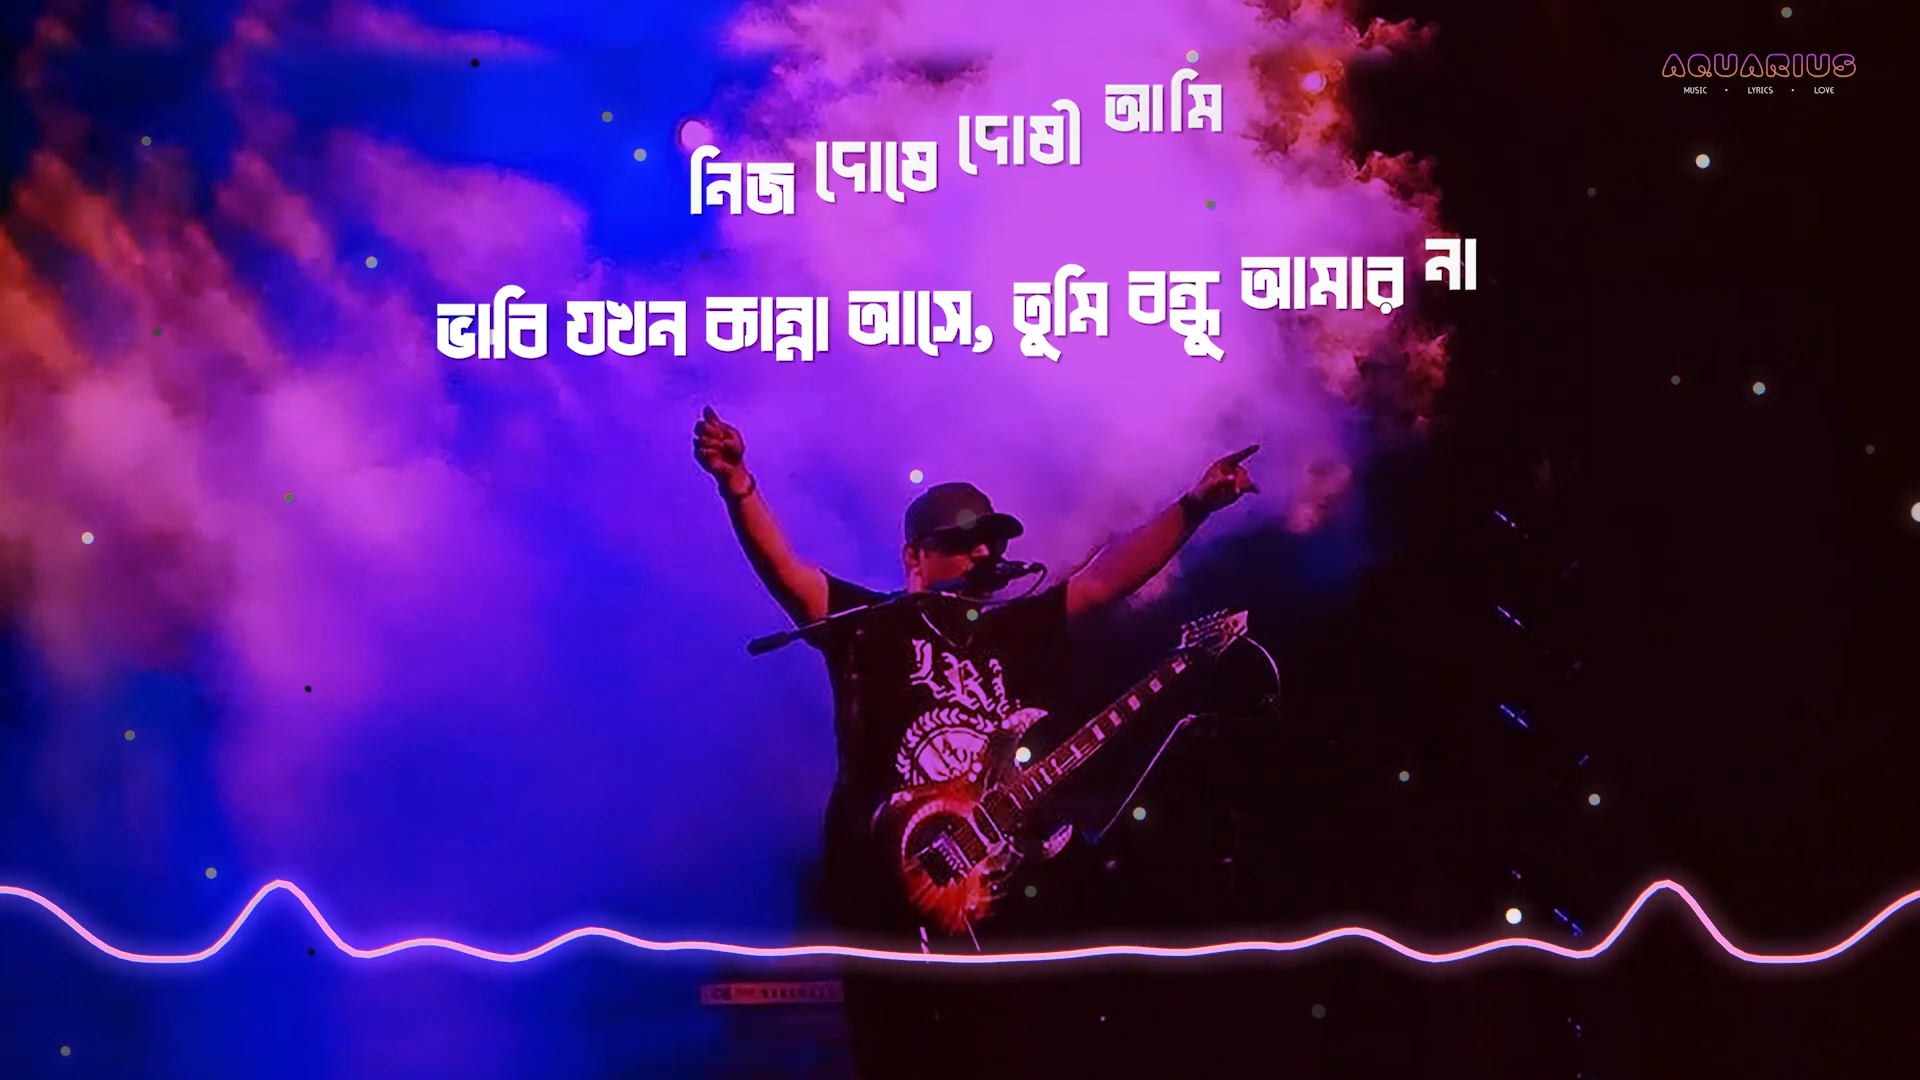 নিজ দোষে দোষী আমি
ভাবি যখন কান্না আসে, তুমি বন্ধু আমার না
AQUARIUS
MUSIC • LYRICS • LOVE